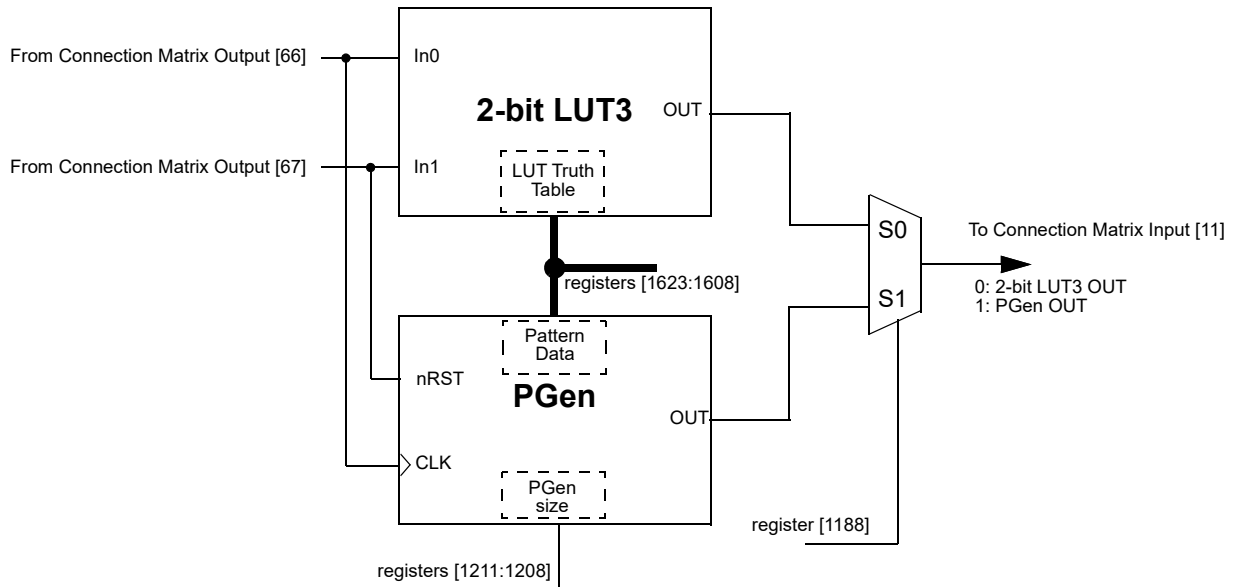 From Connection Matrix Output [66]
In0
2-bit LUT3
OUT
From Connection Matrix Output [67]
In1
LUT Truth
Table
S0
To Connection Matrix Input [11]
registers [1623:1608]
0: 2-bit LUT3 OUT
S1
1: PGen OUT
Pattern
Data
nRST
PGen
OUT
CLK
PGen
size
register [1188]
registers [1211:1208]